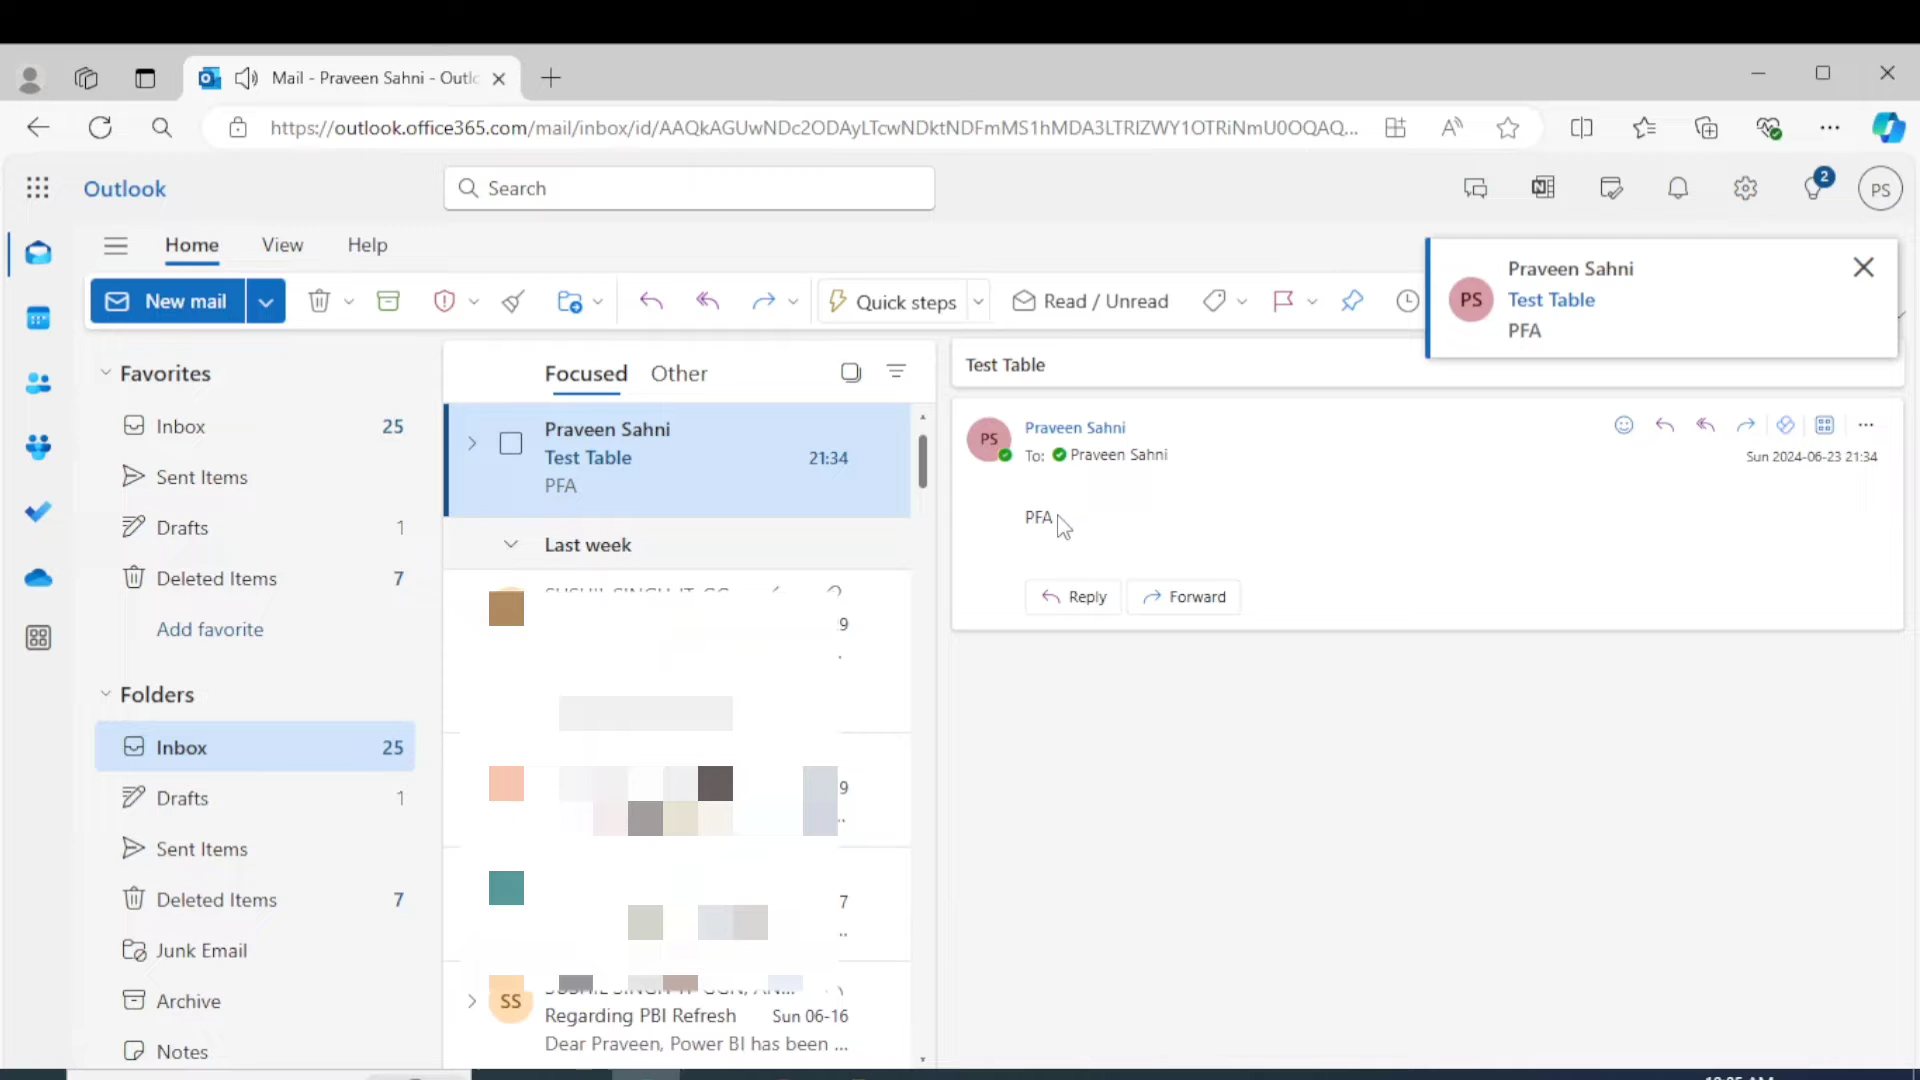 Mail - Praveen Sahni - Outlo
https://outlook.office365.com/mail/inbox/id/AAQkAGUwNDc2ODAyLTcwNDktNDFmMS1hMDA3LTRlZWY1OTRiNmU0OQAQ...
Outlook
Search
2
PS
Home View Help
New mail
Quick steps
Read / Unread
PS
Praveen Sahni
Test Table
PFA
Favorites
Inbox 25
Sent Items
Drafts 1
Deleted Items 7
Add favorite
Folders
Inbox 25
Drafts 1
Sent Items
Deleted Items 7
Junk Email
Archive
Notes
Focused Other
Praveen Sahni
Test Table 21:34
PFA
Last week
9
9
7
SS
Regarding PBI Refresh Sun 06-16
Dear Praveen, Power BI has been ...
Test Table
PS
Praveen Sahni
To: Praveen Sahni
Sun 2024-06-23 21:34
PFA
Reply Forward